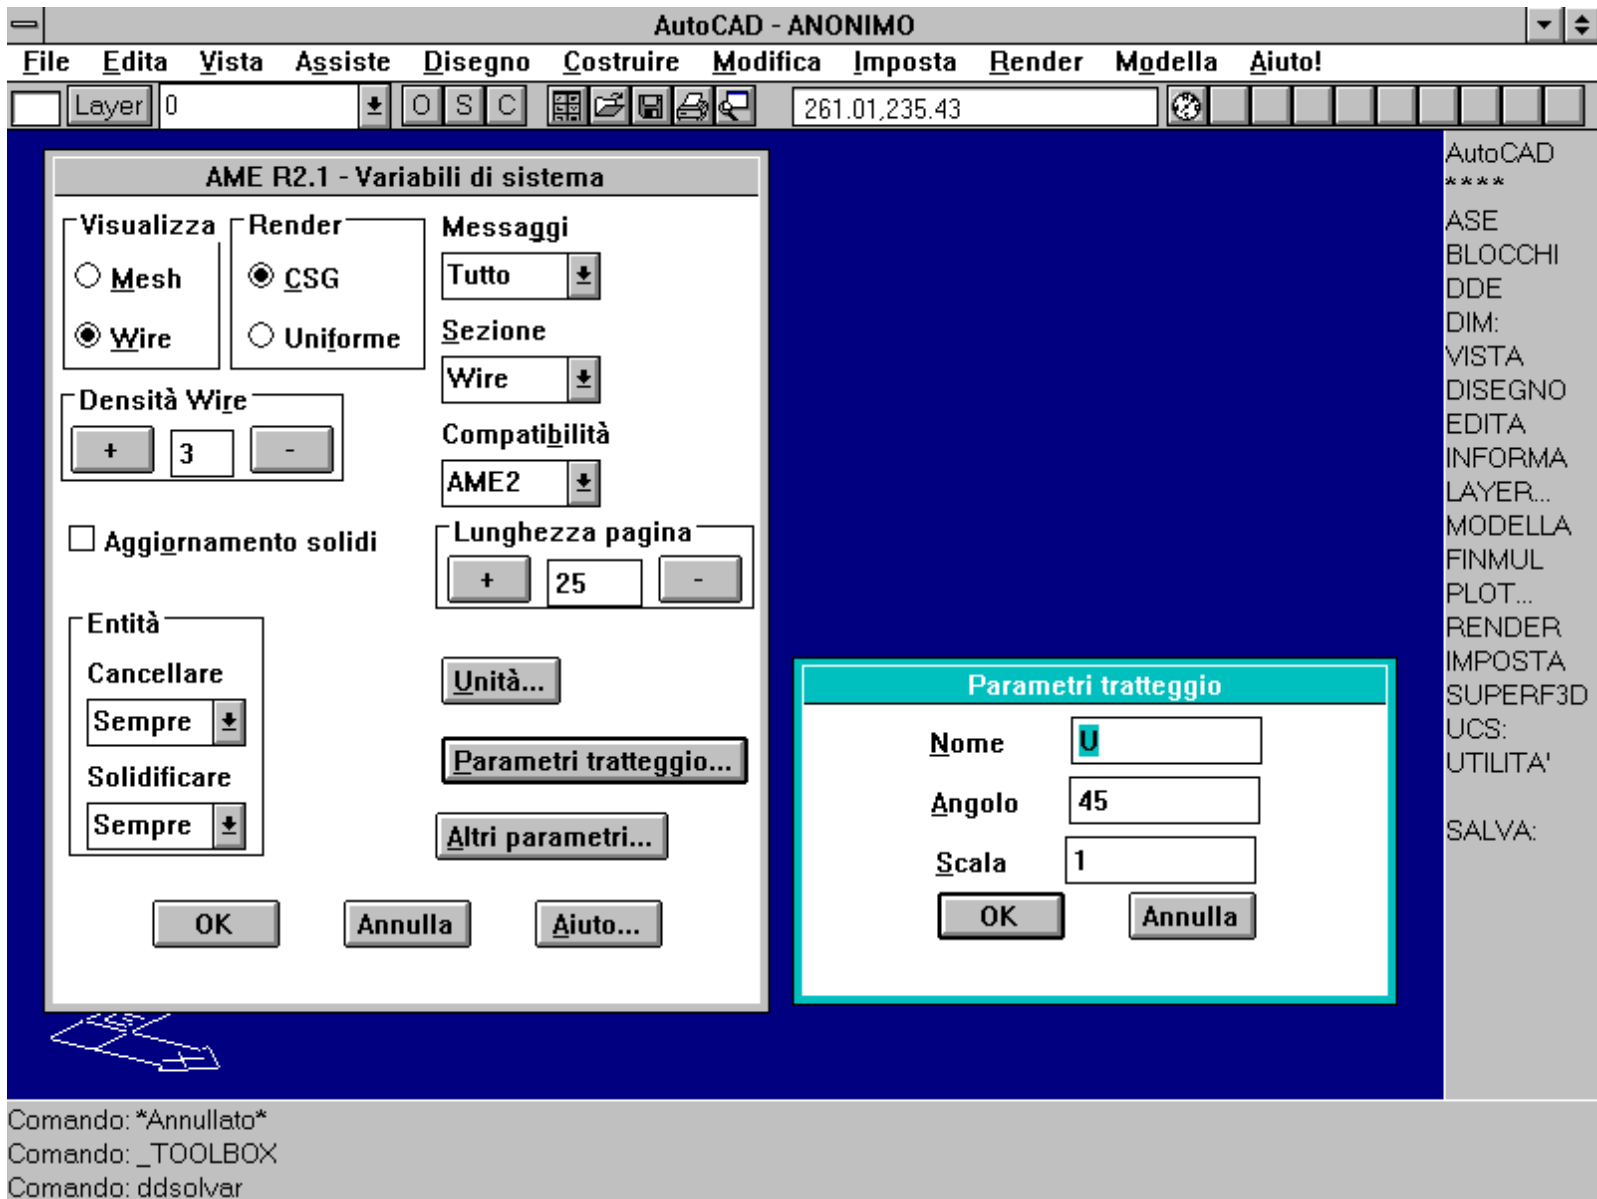 AutoCAD - ANONIMO
File Edita Vista Assiste Disegno Costruire Modifica Imposta Render Modella Aiuto!
Layer 0 O S C 261.01,235.43
AME R2.1 - Variabili di sistema
Visualizza
Mesh
Wire
Render
CSG
Uniforme
Messaggi
Tutto
Sezione
Wire
Densità Wire
+ 3 -
Compatibilità
AME2
Aggiornamento solidi
Lunghezza pagina
+ 25 -
Entità
Cancellare
Sempre
Solidificare
Sempre
Unità...
Parametri tratteggio...
Altri parametri...
OK Annulla Aiuto...
Parametri tratteggio
Nome U
Angolo 45
Scala 1
OK Annulla
AutoCAD
****
ASE
BLOCCHI
DDE
DIM:
VISTA
DISEGNO
EDITA
INFORMA
LAYER...
MODELLA
FINMUL
PLOT...
RENDER
IMPOSTA
SUPERF3D
UCS:
UTILITA'
SALVA:
Comando: *Annullato*
Comando: _TOOLBOX
Comando: ddsolvar